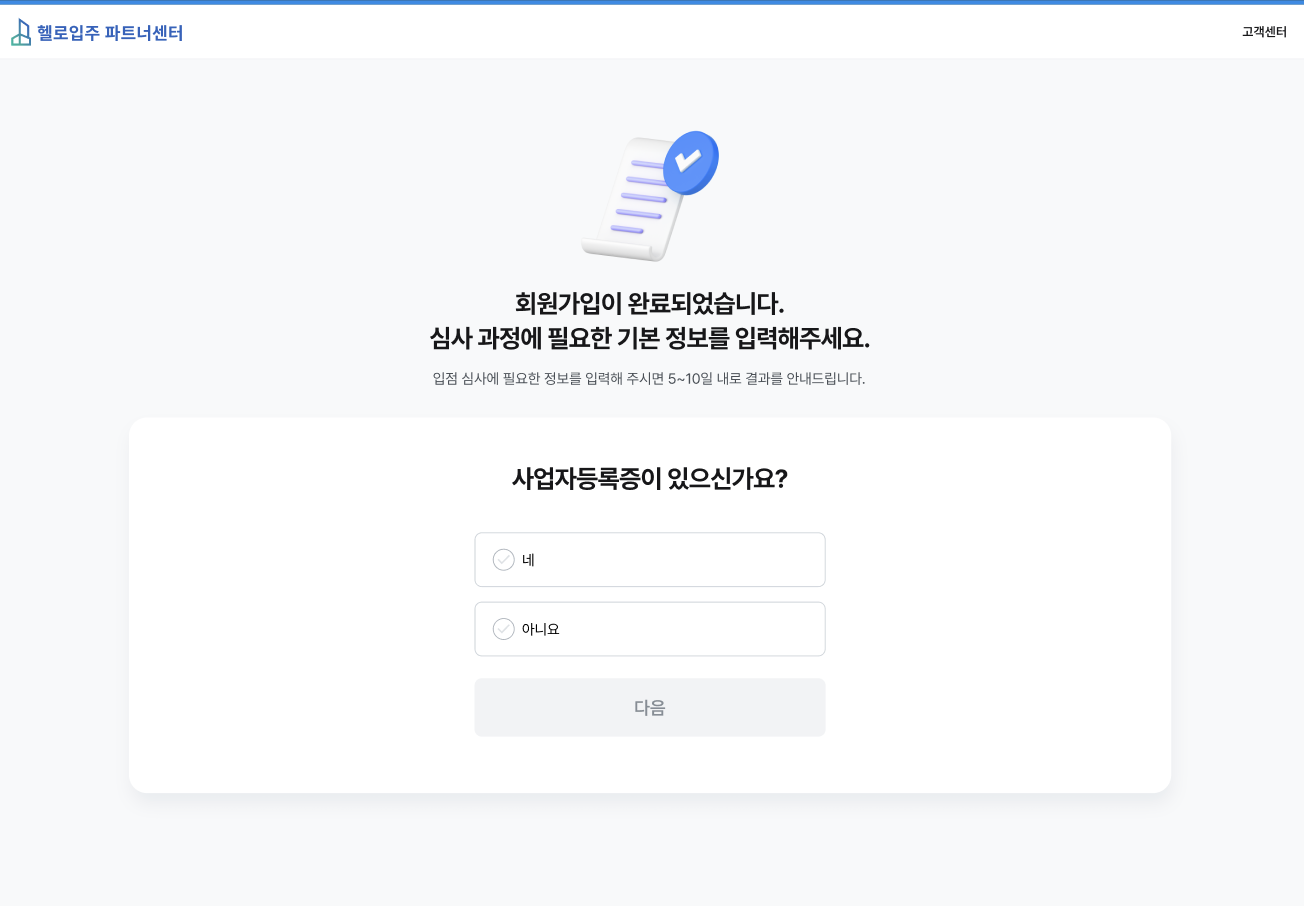 헬로입주 파트너센터
고객센터
회원가입이 완료되었습니다.
심사 과정에 필요한 기본 정보를 입력해주세요.
입점 심사에 필요한 정보를 입력해 주시면 5~10일 내로 결과를 안내드립니다.
사업자등록증이 있으신가요?
네
아니요
다음